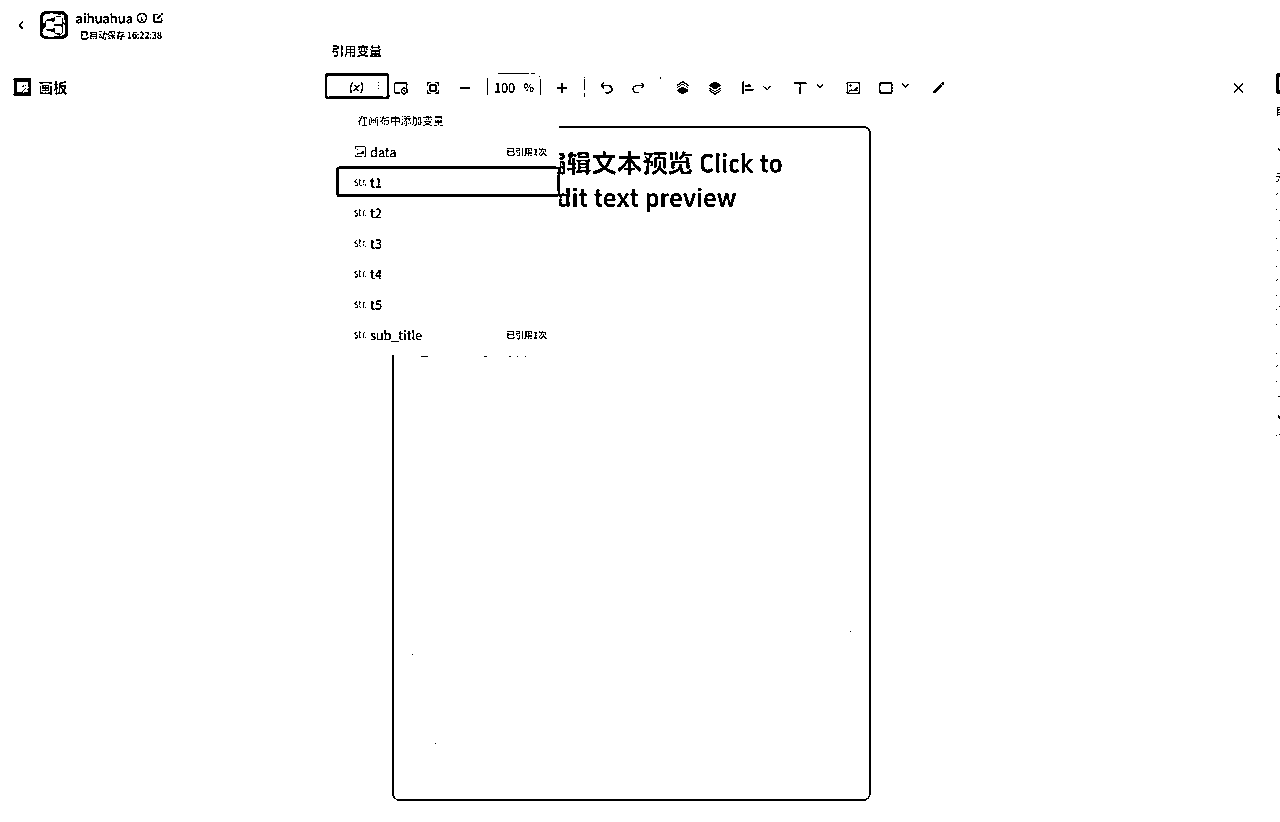 aihuahua
已自动保存 16:22:38
引用变量
画板
(x)
100 %
T
在画布中添加变量
data 已引用1次
str. t1
str. t2
str. t3
str. t4
str. t5
str. sub_title 已引用1次
编辑文本预览 Click to
dit text preview